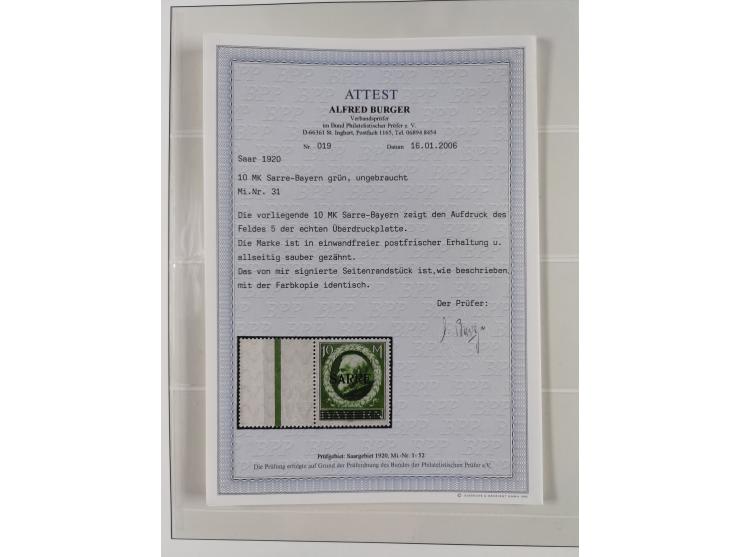 ATTEST
ALFRED BURGER
Verbandsprüfer
im Bund Philatelistischer Prüfer e. V.
D-66361 St. Ingbert, Postfach 1165, Tel. 06894 8454
Nr. 019 Datum 16.01.2006
Saar 1920
10 MK Sarre-Bayern grün, ungebraucht
Mi.Nr. 31
Die vorliegende 10 MK Sarre-Bayern zeigt den Aufdruck des
Feldes 5 der echten Überdruckplatte.
Die Marke ist in einwandfreier postfrischer Erhaltung u.
allseitig sauber gezähnt.
Das von mir signierte Seitenrandstück ist,wie beschrieben,
mit der Farbkopie identisch.
Der Prüfer:
10 M
SARRE
BAYERN
Prüfgebiet: Saargebiet 1920, Mi.-Nr. 1-52
Die Prüfung erfolgte auf Grund der Prüfordnung des Bundes der Philatelistischen Prüfer e.V.